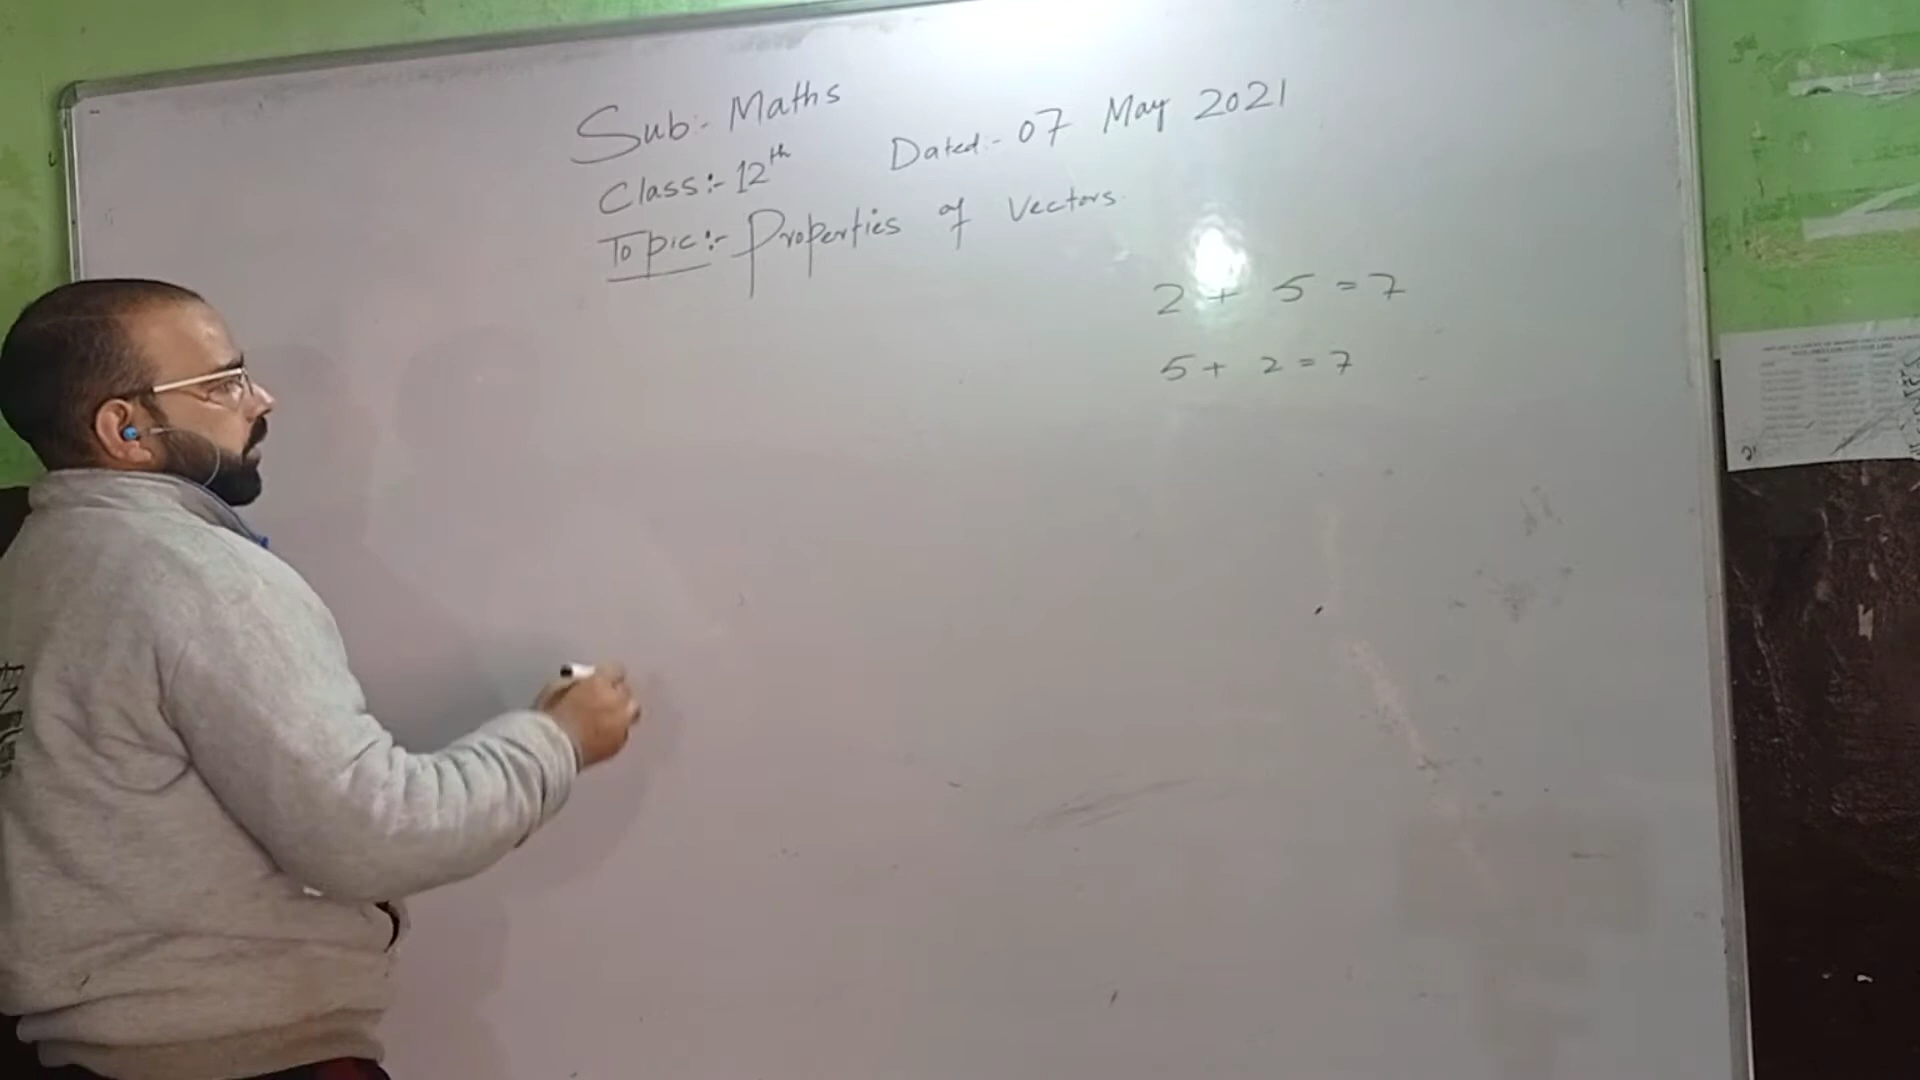 Sub:- Maths
Class:- 12th Dated:- 07 May 2021
Topic:- Properties of Vectors.
2 + 5 = 7
5 + 2 = 7